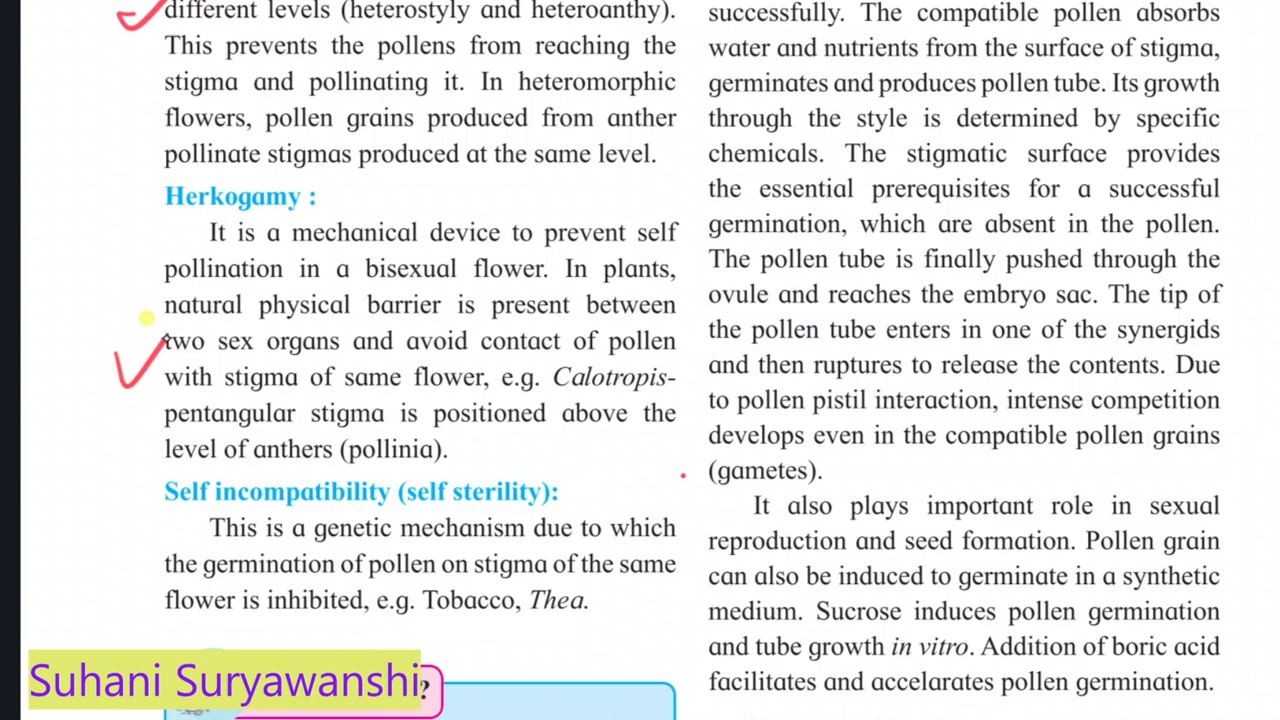 different levels (heterostyly and heteroanthy).
This prevents the pollens from reaching the
stigma and pollinating it. In heteromorphic
flowers, pollen grains produced from anther
pollinate stigmas produced at the same level.
Herkogamy :
It is a mechanical device to prevent self
pollination in a bisexual flower. In plants,
natural physical barrier is present between
two sex organs and avoid contact of pollen
with stigma of same flower, e.g. Calotropis-
pentangular stigma is positioned above the
level of anthers (pollinia).
Self incompatibility (self sterility):
This is a genetic mechanism due to which
the germination of pollen on stigma of the same
flower is inhibited, e.g. Tobacco, Thea.
Suhani Suryawanshi
?
successfully. The compatible pollen absorbs
water and nutrients from the surface of stigma,
germinates and produces pollen tube. Its growth
through the style is determined by specific
chemicals. The stigmatic surface provides
the essential prerequisites for a successful
germination, which are absent in the pollen.
The pollen tube is finally pushed through the
ovule and reaches the embryo sac. The tip of
the pollen tube enters in one of the synergids
and then ruptures to release the contents. Due
to pollen pistil interaction, intense competition
develops even in the compatible pollen grains
(gametes).
It also plays important role in sexual
reproduction and seed formation. Pollen grain
can also be induced to germinate in a synthetic
medium. Sucrose induces pollen germination
and tube growth in vitro. Addition of boric acid
facilitates and accelarates pollen germination.